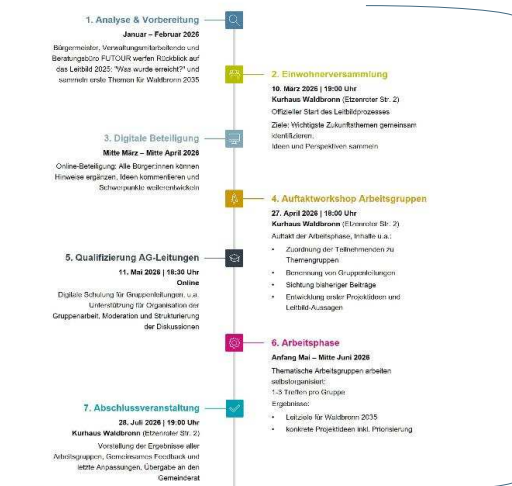 1. Analyse & Vorbereitung
Januar – Februar 2026
Bürgermeister, Verwaltungsmitarbeitende und
Beratungsbüro FUTOUR werfen Rückblick auf
das Leitbild 2025: "Was wurde erreicht?" und
sammeln erste Themen für Waldbronn 2035
2. Einwohnerversammlung
10. März 2026 | 19:00 Uhr
Kurhaus Waldbronn (Etzenroter Str. 2)
Offizieller Start des Leitbildprozesses
Ziele: Wichtigste Zukunftsthemen gemeinsam
identifizieren.
Ideen und Perspektiven sammeln
3. Digitale Beteiligung
Mitte März – Mitte April 2026
Online-Beteiligung: Alle Bürger:innen können
Hinweise ergänzen, Ideen kommentieren und
Schwerpunkte weiterentwickeln
4. Auftaktworkshop Arbeitsgruppen
27. April 2026 | 18:00 Uhr
Kurhaus Waldbronn (Etzenroter Str. 2)
Auftakt der Arbeitsphase, Inhalte u.a.:
• Zuordnung der Teilnehmenden zu
Themengruppen
• Benennung von Gruppenleitungen
• Sichtung bisheriger Beiträge
• Entwicklung erster Projektideen und
Leitbild-Aussagen
5. Qualifizierung AG-Leitungen
11. Mai 2026 | 18:30 Uhr
Online
Digitale Schulung für Gruppenleitungen, u.a.
Unterstützung für Organisation der
Gruppenarbeit, Moderation und Strukturierung
der Diskussionen
6. Arbeitsphase
Anfang Mai – Mitte Juni 2026
Thematische Arbeitsgruppen arbeiten
selbstorganisiert:
1-3 Treffen pro Gruppe
Ergebnisse:
• Leitziele für Waldbronn 2035
• konkrete Projektideen inkl. Priorisierung
7. Abschlussveranstaltung
28. Juli 2026 | 19:00 Uhr
Kurhaus Waldbronn (Etzenroter Str. 2)
Vorstellung der Ergebnisse aller
Arbeitsgruppen, Gemeinsames Feedback und
letzte Anpassungen, Übergabe an den
Gemeinderat